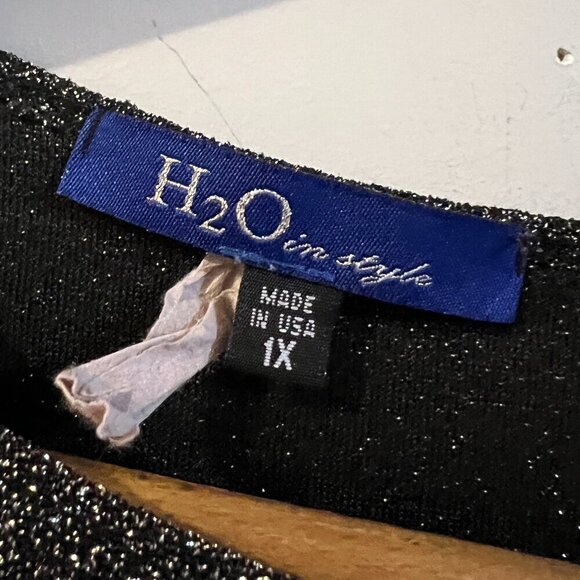 H2O in style
MADE
IN USA
1X